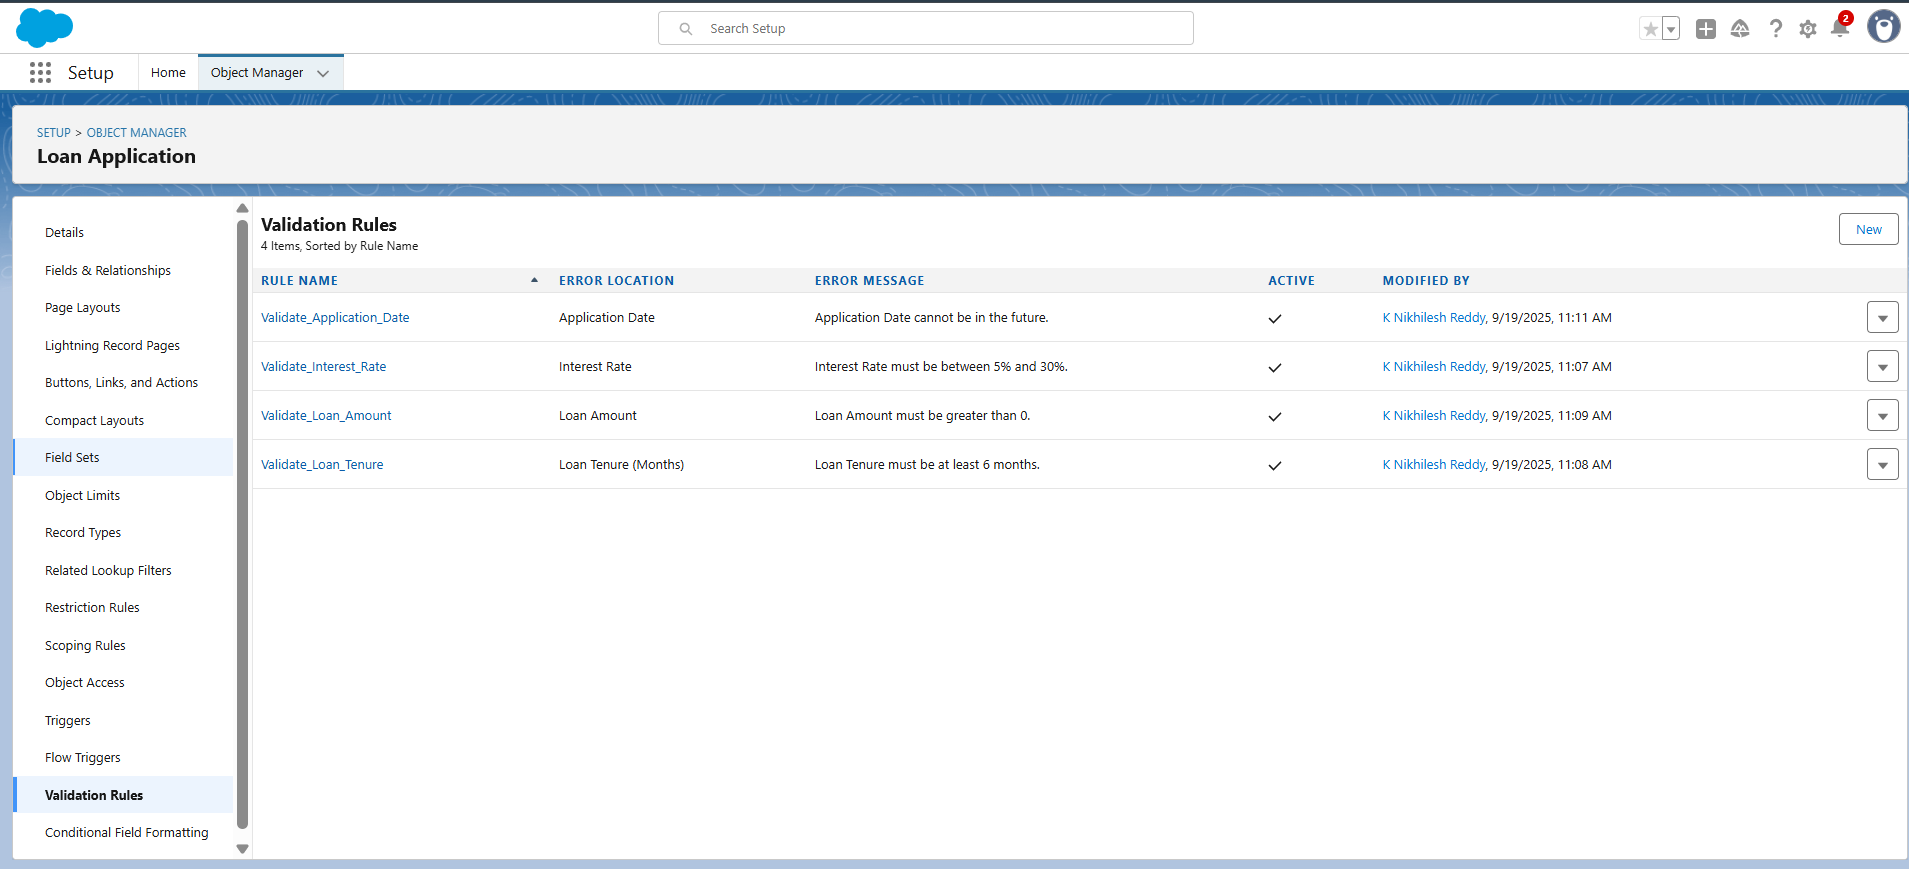 Search Setup
2
Setup
Home
Object Manager
SETUP > OBJECT MANAGER
Loan Application
Details
Fields & Relationships
Page Layouts
Lightning Record Pages
Buttons, Links, and Actions
Compact Layouts
Field Sets
Object Limits
Record Types
Related Lookup Filters
Restriction Rules
Scoping Rules
Object Access
Triggers
Flow Triggers
Validation Rules
Conditional Field Formatting
Validation Rules
4 Items, Sorted by Rule Name
New
RULE NAME ERROR LOCATION ERROR MESSAGE ACTIVE MODIFIED BY
Validate_Application_Date Application Date Application Date cannot be in the future. K Nikhilesh Reddy, 9/19/2025, 11:11 AM
Validate_Interest_Rate Interest Rate Interest Rate must be between 5% and 30%. K Nikhilesh Reddy, 9/19/2025, 11:07 AM
Validate_Loan_Amount Loan Amount Loan Amount must be greater than 0. K Nikhilesh Reddy, 9/19/2025, 11:09 AM
Validate_Loan_Tenure Loan Tenure (Months) Loan Tenure must be at least 6 months. K Nikhilesh Reddy, 9/19/2025, 11:08 AM